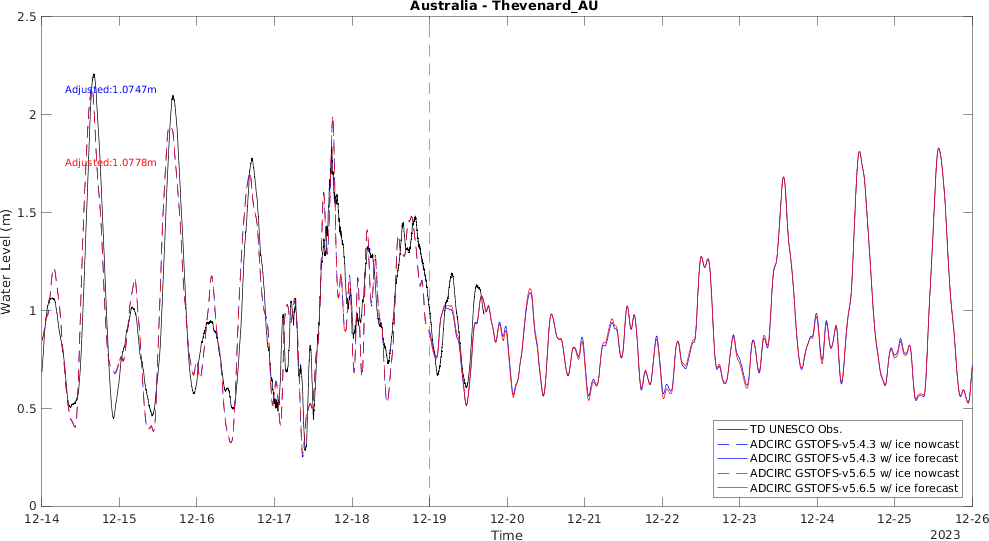 Australia - Thevenard_AU
2.5
2
1.5
1
0.5
0
Water Level (m)
Adjusted:1.0747m
Adjusted:1.0778m
TD UNESCO Obs.
ADCIRC GSTOFS-v5.4.3 w/ ice nowcast
ADCIRC GSTOFS-v5.4.3 w/ ice forecast
ADCIRC GSTOFS-v5.6.5 w/ ice nowcast
ADCIRC GSTOFS-v5.6.5 w/ ice forecast
12-14 12-15 12-16 12-17 12-18 12-19 12-20 12-21 12-22 12-23 12-24 12-25 12-26
Time
2023